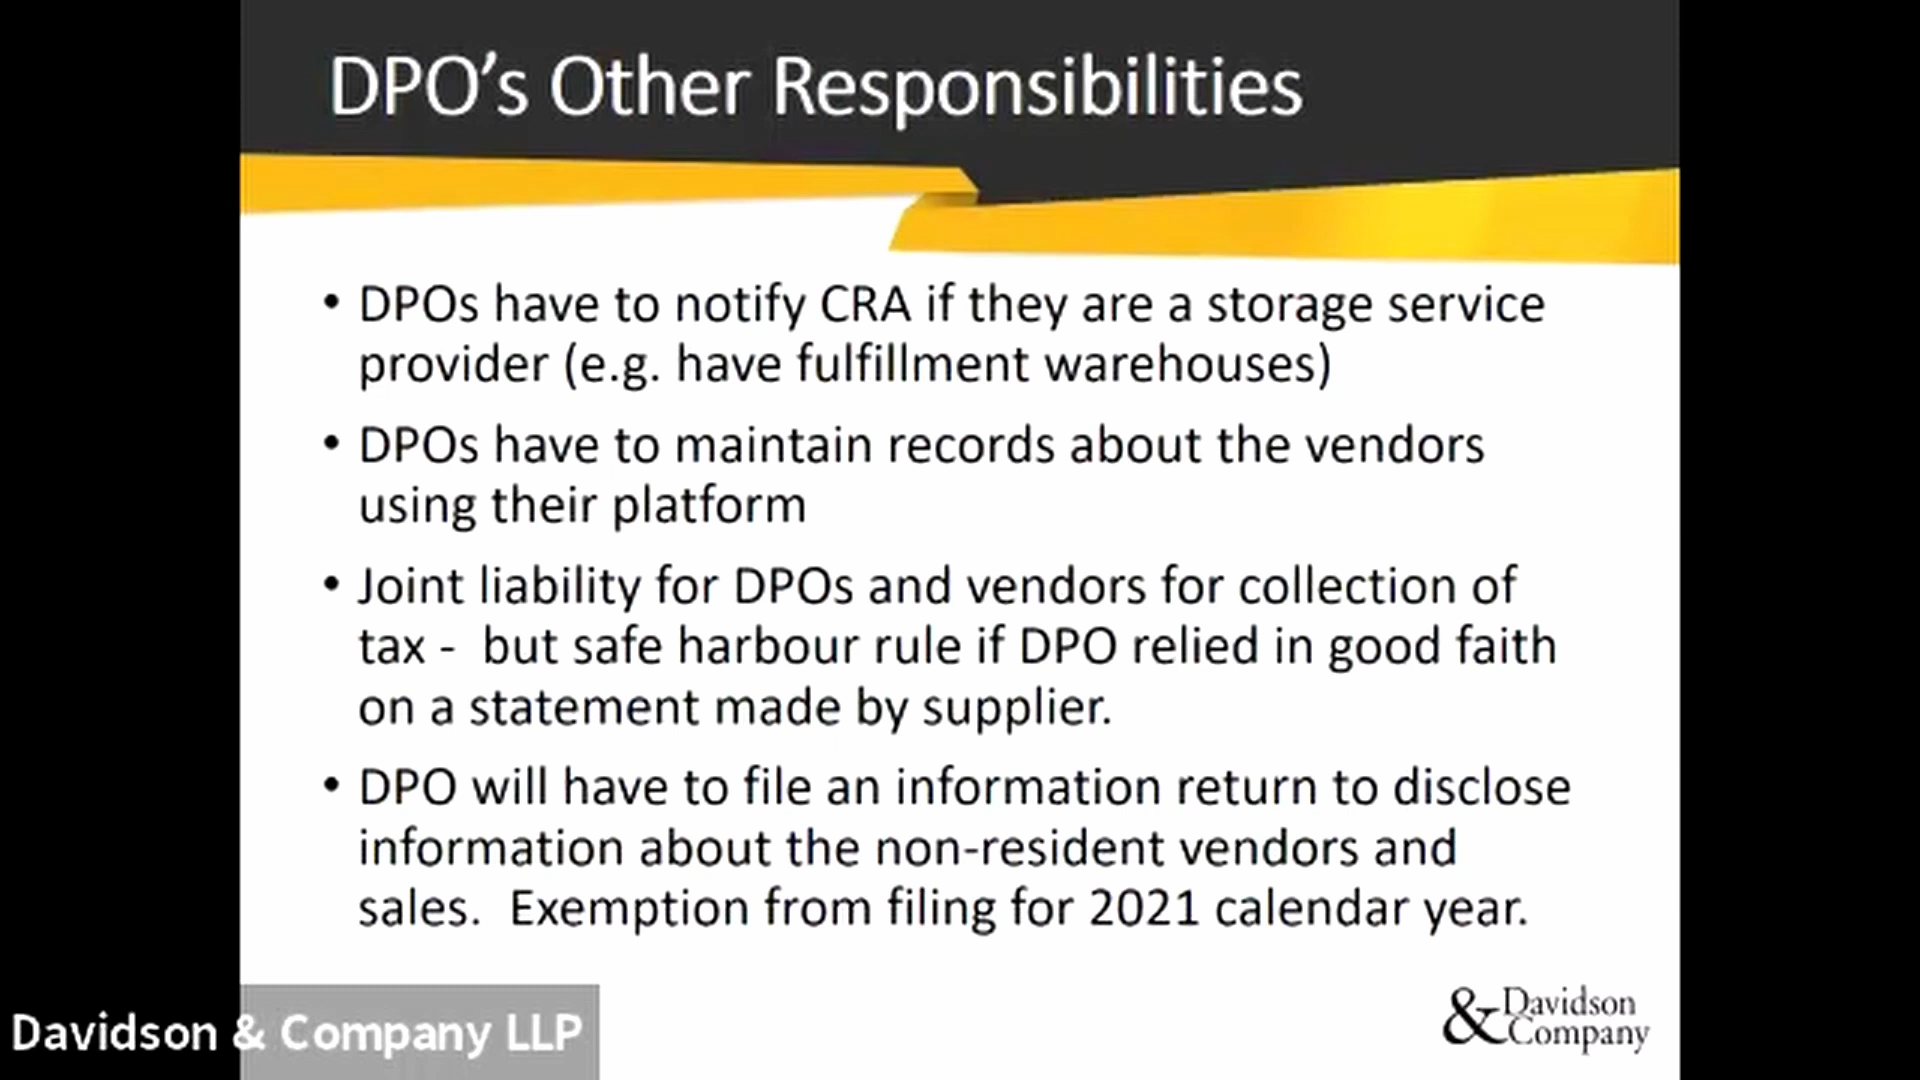 DPO’s Other Responsibilities
• DPOs have to notify CRA if they are a storage service
provider (e.g. have fulfillment warehouses)
• DPOs have to maintain records about the vendors
using their platform
• Joint liability for DPOs and vendors for collection of
tax -  but safe harbour rule if DPO relied in good faith
on a statement made by supplier.
• DPO will have to file an information return to disclose
information about the non-resident vendors and
sales.  Exemption from filing for 2021 calendar year.
Davidson & Company LLP
& Davidson
Company